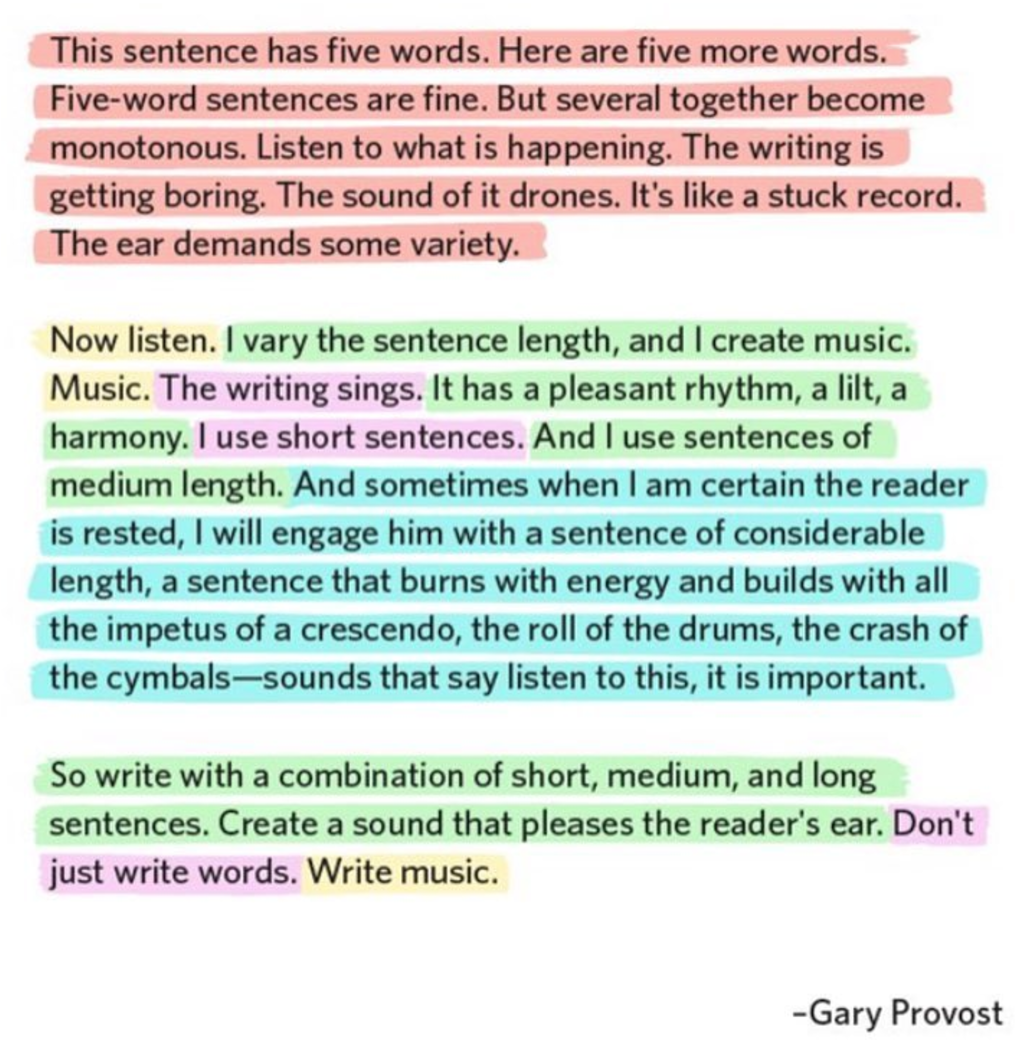 This sentence has five words. Here are five more words.
Five-word sentences are fine. But several together become
monotonous. Listen to what is happening. The writing is
getting boring. The sound of it drones. It's like a stuck record.
The ear demands some variety.
Now listen. I vary the sentence length, and I create music.
Music. The writing sings. It has a pleasant rhythm, a lilt, a
harmony. I use short sentences. And I use sentences of
medium length. And sometimes when I am certain the reader
is rested, I will engage him with a sentence of considerable
length, a sentence that burns with energy and builds with all
the impetus of a crescendo, the roll of the drums, the crash of
the cymbals—sounds that say listen to this, it is important.
So write with a combination of short, medium, and long
sentences. Create a sound that pleases the reader's ear. Don't
just write words. Write music.
–Gary Provost